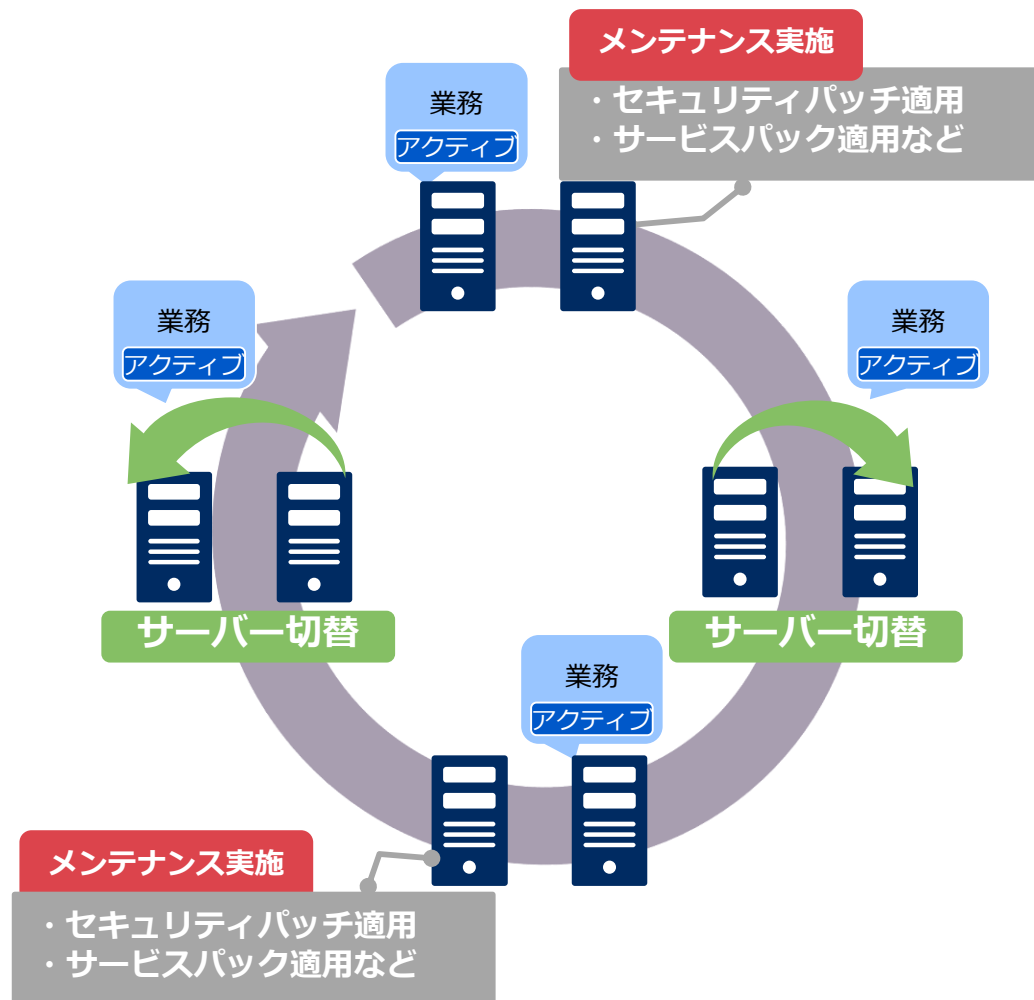 メンテナンス実施
・セキュリティパッチ適用
・サービスパック適用など
業務
アクティブ
業務
アクティブ
業務
アクティブ
サーバー切替
サーバー切替
業務
アクティブ
メンテナンス実施
・セキュリティパッチ適用
・サービスパック適用など